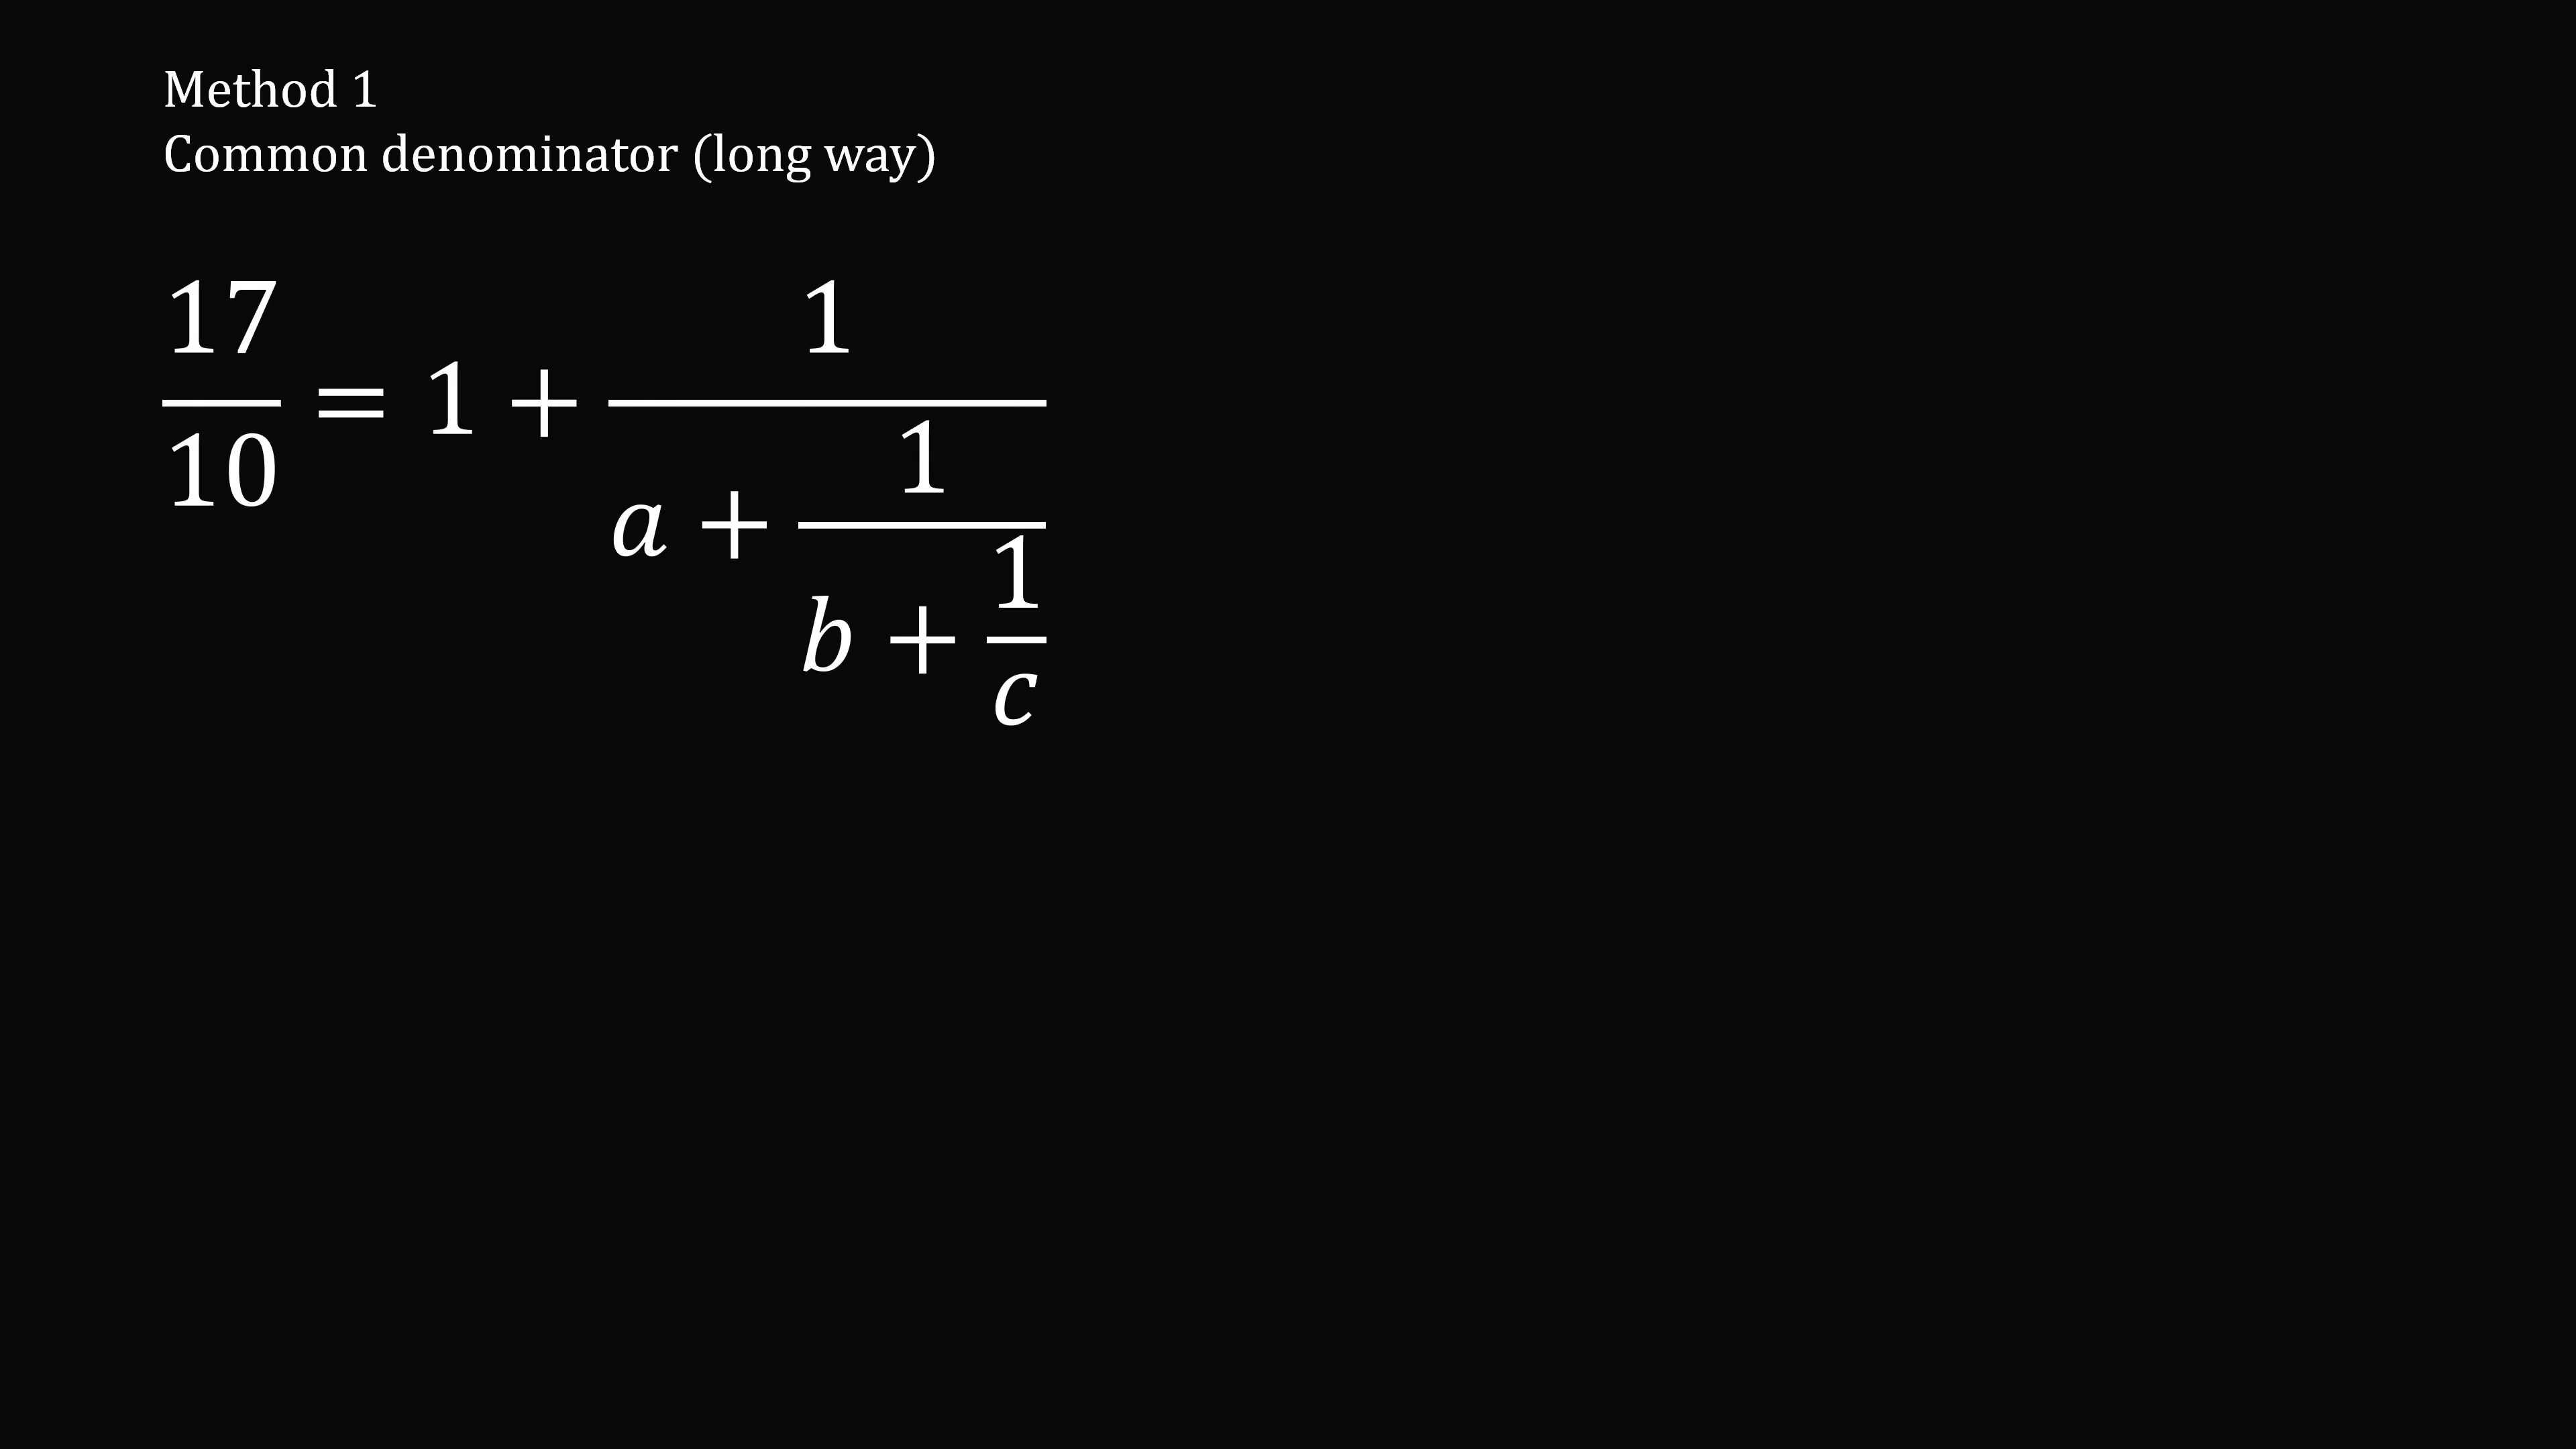 Method 1
Common denominator (long way)
17/10 = 1 + 1/(a + 1/(b + 1/c))